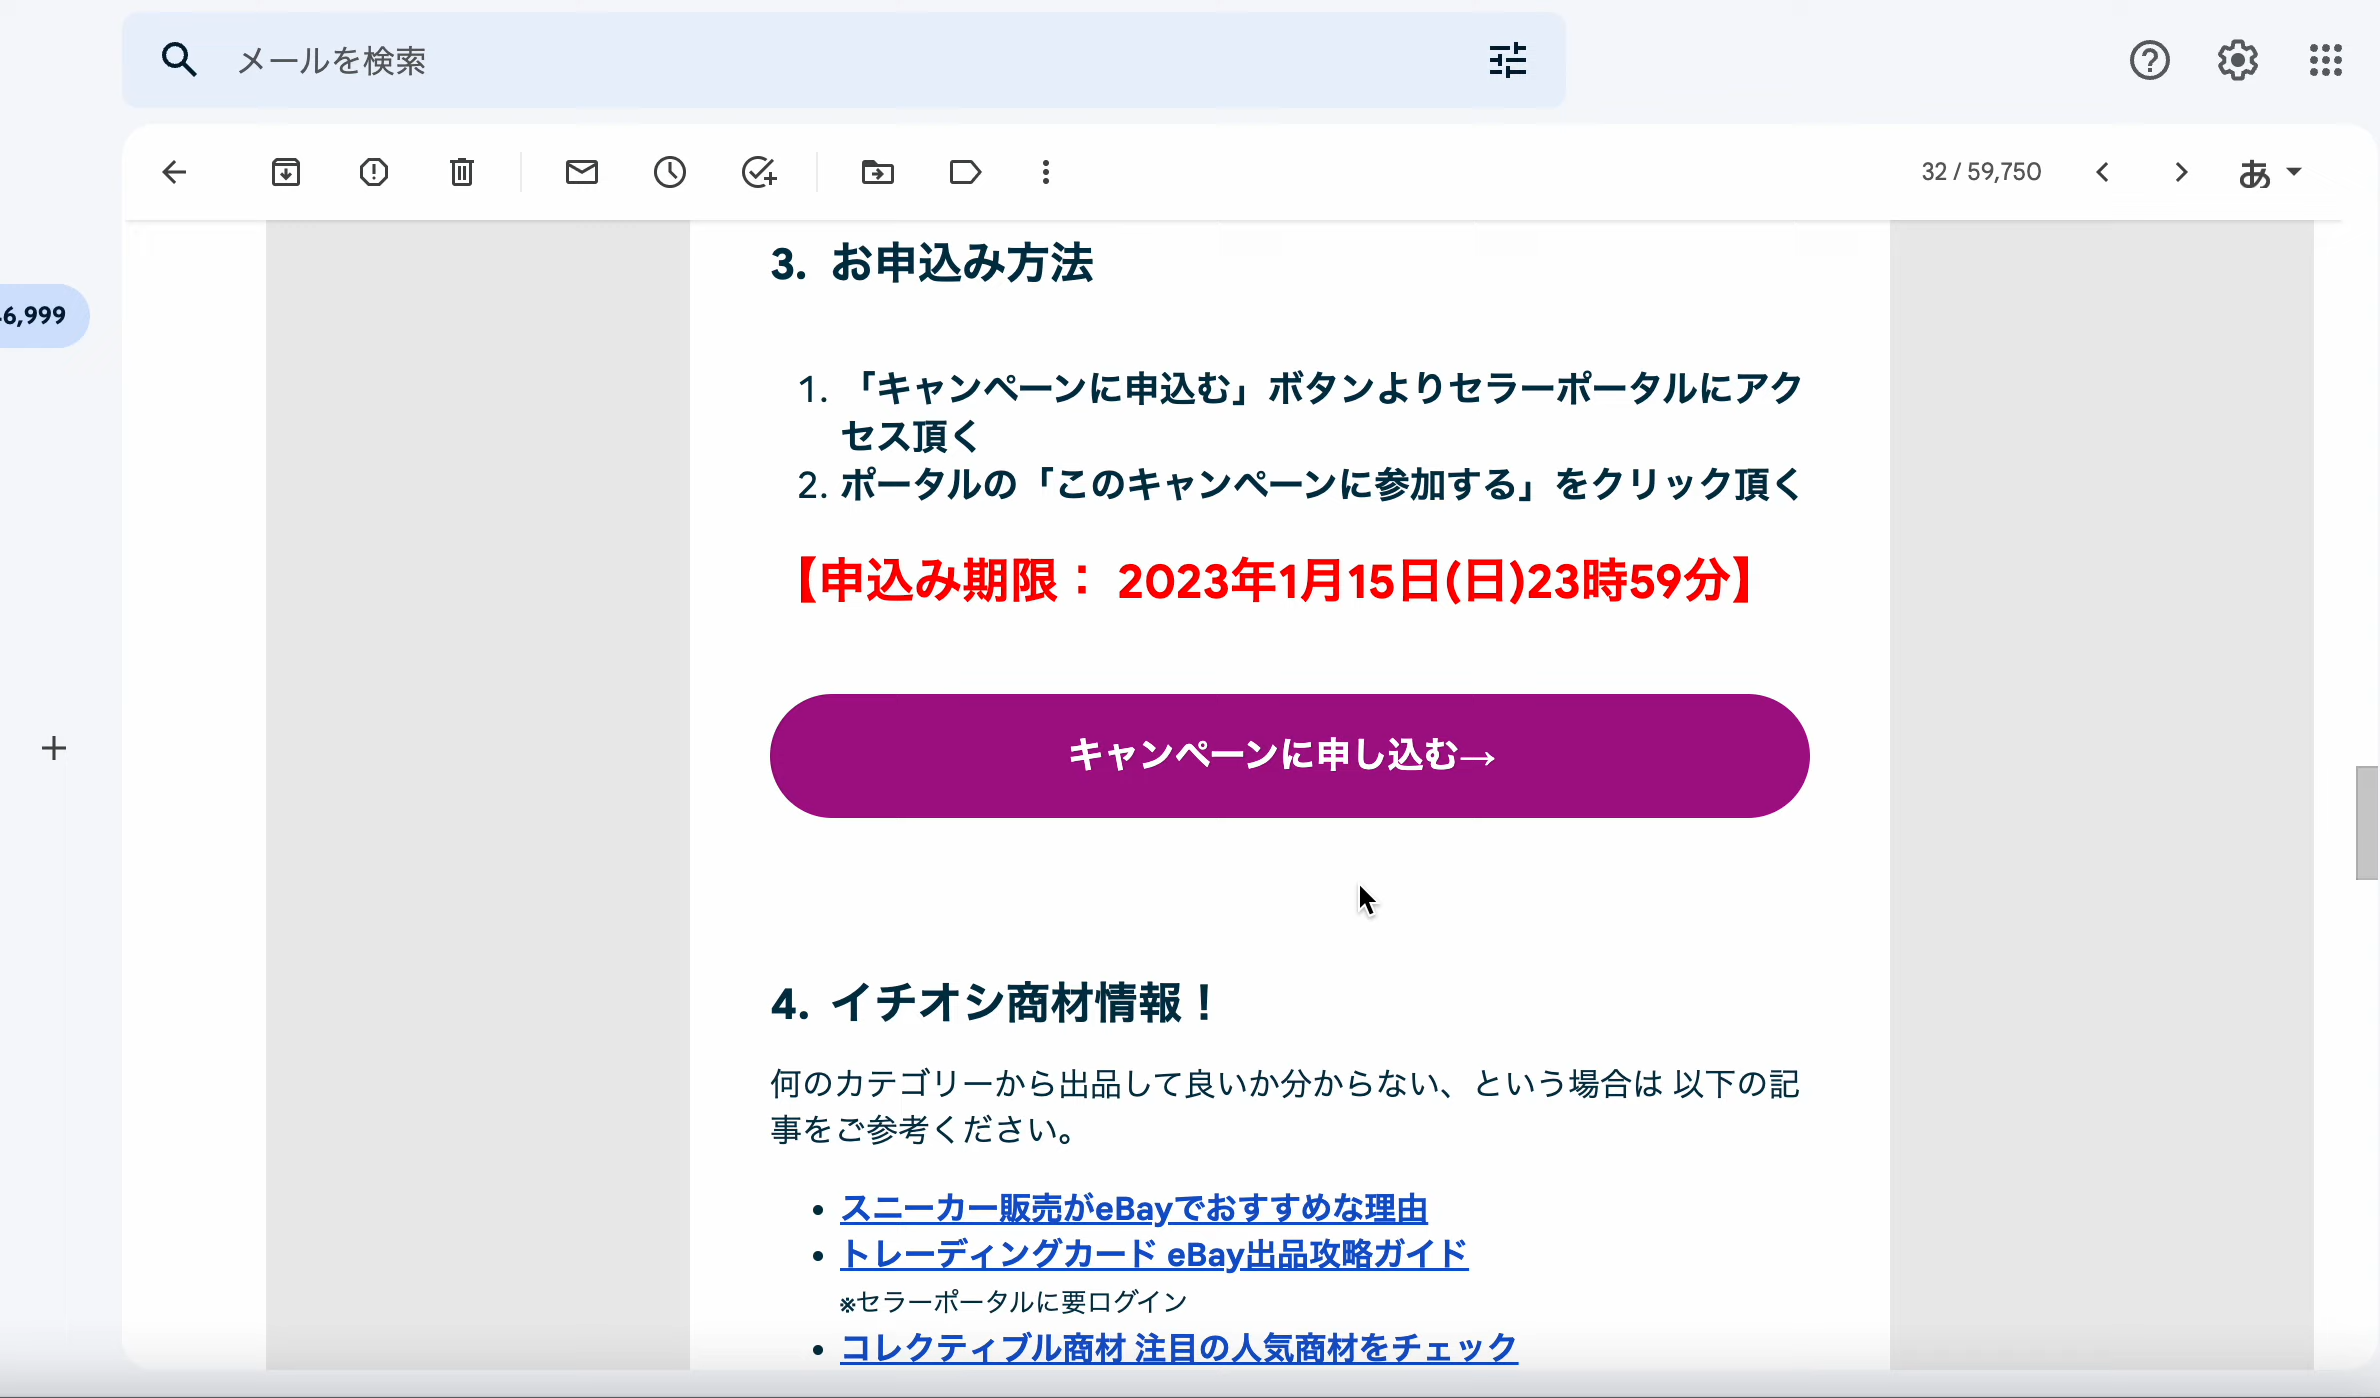 メールを検索
32 / 59,750
あ
6,999
3. お申込み方法
1. 「キャンペーンに申込む」ボタンよりセラーポータルにアク
セス頂く
2. ポータルの「このキャンペーンに参加する」をクリック頂く
【申込み期限： 2023年1月15日(日)23時59分】
キャンペーンに申し込む→
4. イチオシ商材情報！
何のカテゴリーから出品して良いか分からない、という場合は 以下の記
事をご参考ください。
• スニーカー販売がeBayでおすすめな理由
• トレーディングカード eBay出品攻略ガイド
※セラーポータルに要ログイン
• コレクティブル商材 注目の人気商材をチェック